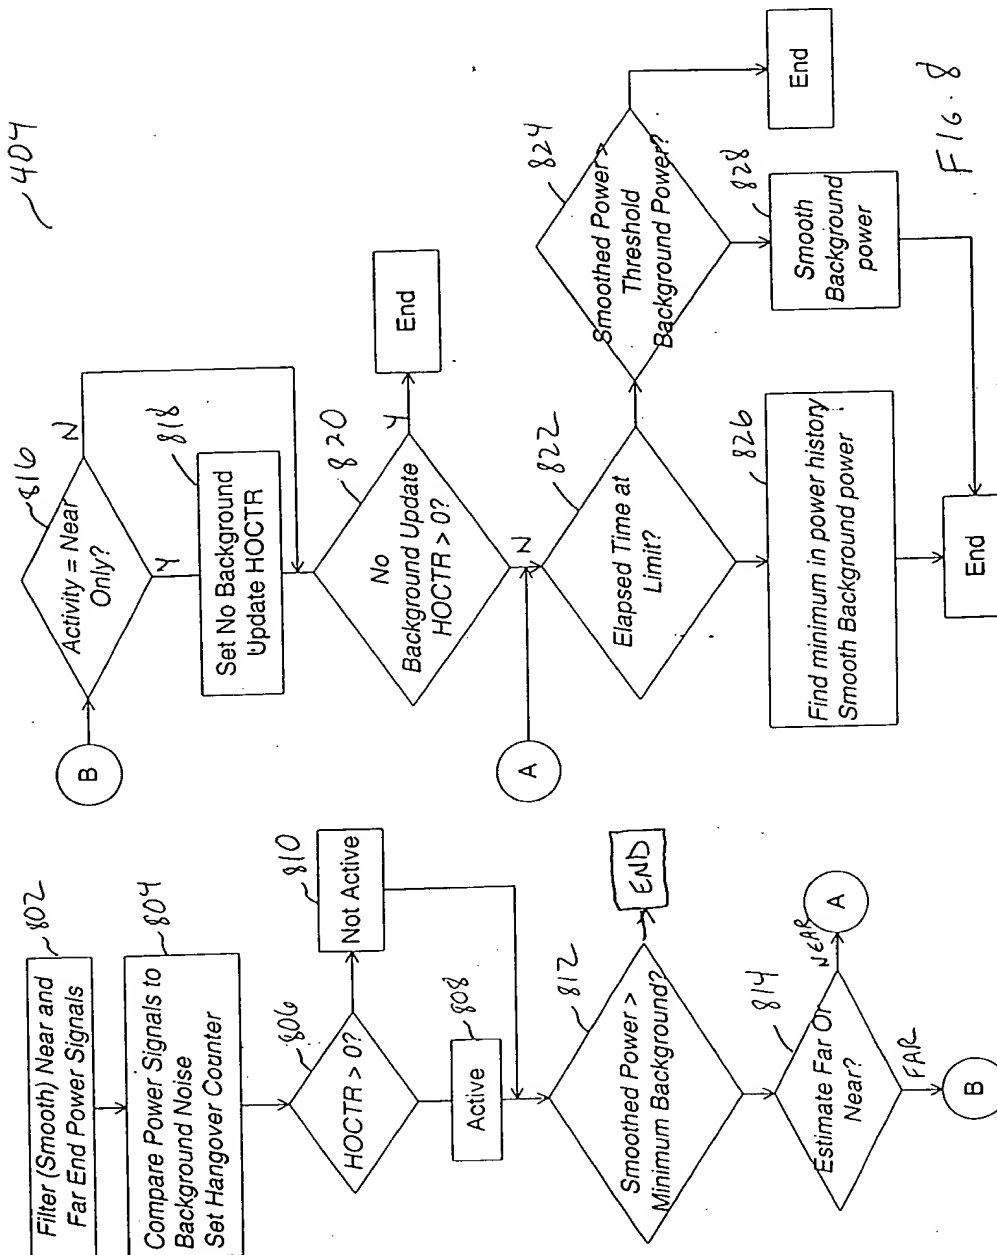 802
Filter (Smooth) Near and
Far End Power Signals
804
Compare Power Signals to
Background Noise
Set Hangover Counter
806
HOCTR > 0?
810
Not Active
808
Active
812
Smoothed Power >
Minimum Background?
END
814
Estimate Far Or
Near?
NEAR
A
FAR
B
404
B
816
Activity = Near
Only?
N
Y
818
Set No Background
Update HOCTR
820
No
Background Update
HOCTR > 0?
Y
End
N
A
822
Elapsed Time at
Limit?
824
Smoothed Power >
Threshold
Background Power?
End
826
Find minimum in power history
Smooth Background power
828
Smooth
Background
power
End
FIG. 8